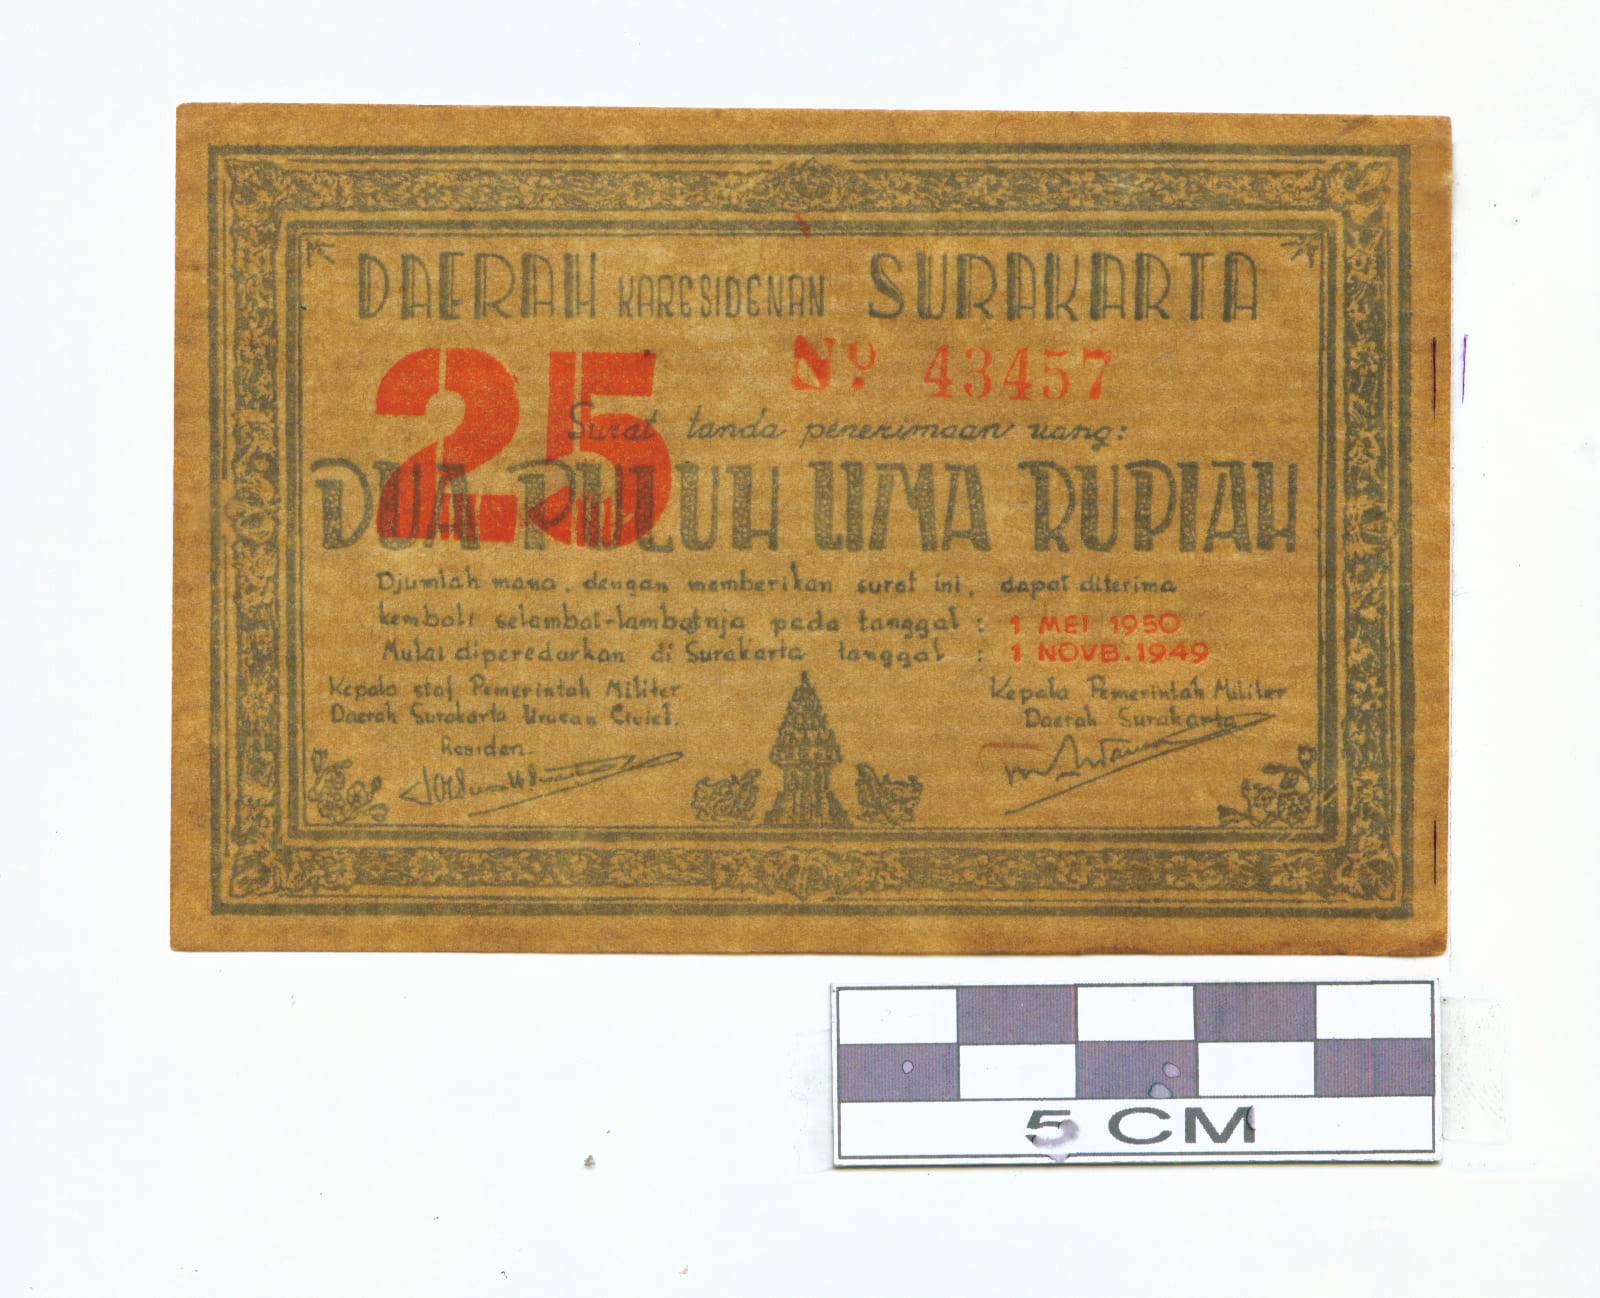 DAERAH KARESIDENAN SURAKARTA
25
No 43457
Surat tanda penerimaan uang:
DUA PULUH LIMA RUPIAH
Djumlah mana, dengan memberikan surat ini, dapat diterima
kembali selambat-lambatnja pada tanggal : 1 MEI 1950
Mulai diperedarkan di Surakarta tanggal : 1 NOVB. 1949
Kepala staf Pemerintah Militer
Daerah Surakarta Urusan Civiel.
Residen.
Kepala Pemerintah Militer
Daerah Surakarta
5 CM